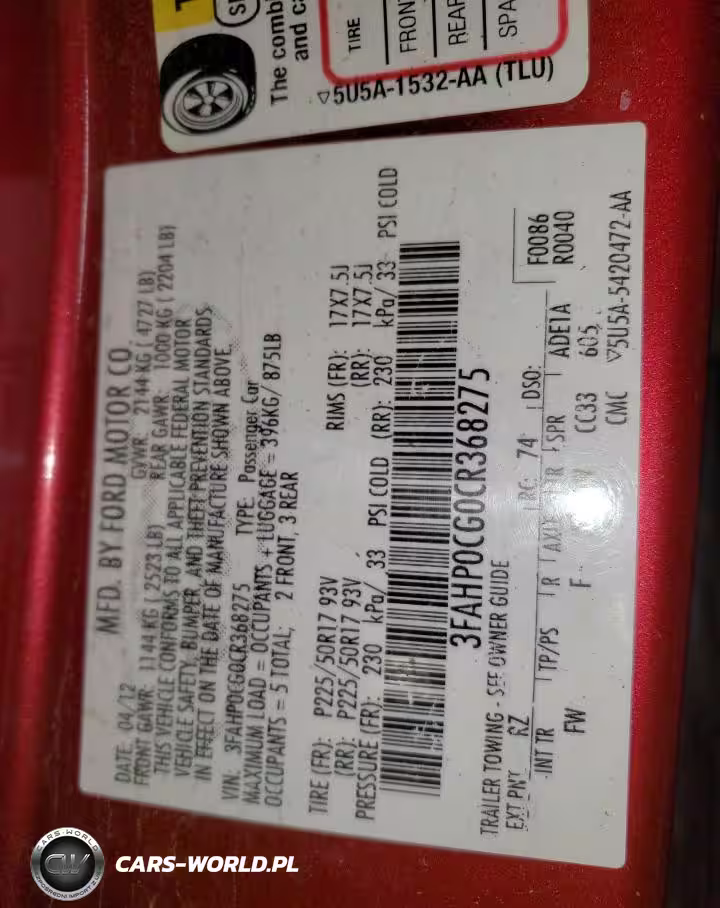 The combi
and ca
TIRE
FRONT
REAR
SPA
▽5U5A-1532-AA (TLU)
MFD. BY FORD MOTOR CO.
DATE: 04/12 GVWR: 2144 KG ( 4727 LB)
FRONT GAWR: 1144 KG ( 2523 LB) REAR GAWR: 1000 KG ( 2204 LB)
THIS VEHICLE CONFORMS TO ALL APPLICABLE FEDERAL MOTOR
VEHICLE SAFETY, BUMPER, AND THEFT PREVENTION STANDARDS
IN EFFECT ON THE DATE OF MANUFACTURE SHOWN ABOVE.
VIN: 3FAHP0CG0CR368275 TYPE: Passenger Car
MAXIMUM LOAD = OCCUPANTS + LUGGAGE = 396KG/ 875LB
OCCUPANTS = 5 TOTAL; 2 FRONT, 3 REAR
TIRE (FR): P225/50R17 93V RIMS (FR): 17X7.5J
(RR): P225/50R17 93V (RR): 17X7.5J
PRESSURE (FR): 230 kPa/ 33 PSI COLD (RR): 230 kPa/ 33 PSI COLD
3FAHP0CG0CR368275
TRAILER TOWING - SEE OWNER GUIDE
EXT PNT RZ RC: 74 DSO: F0086
R0040
INT TR TP/PS R AX TR SPR ADE1A
FW F CC33 605
CMC ▽5U5A-5420472-AA
CARS-WORLD
CW
CARS-WORLD.PL